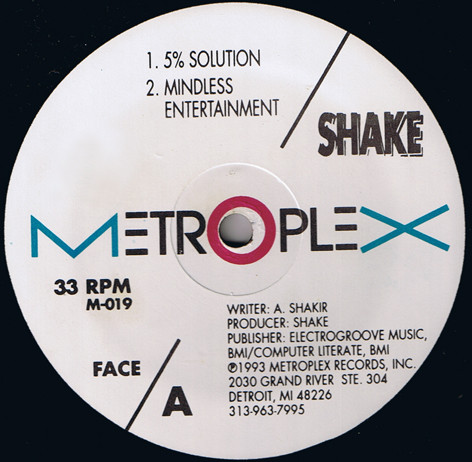 1. 5% SOLUTION
2. MINDLESS
ENTERTAINMENT
SHAKE
METROPLEX
33 RPM
M-019
WRITER: A. SHAKIR
PRODUCER: SHAKE
PUBLISHER: ELECTROGROOVE MUSIC,
BMI/COMPUTER LITERATE, BMI
℗1993 METROPLEX RECORDS, INC.
2030 GRAND RIVER STE. 304
DETROIT, MI 48226
313-963-7995
FACE
A